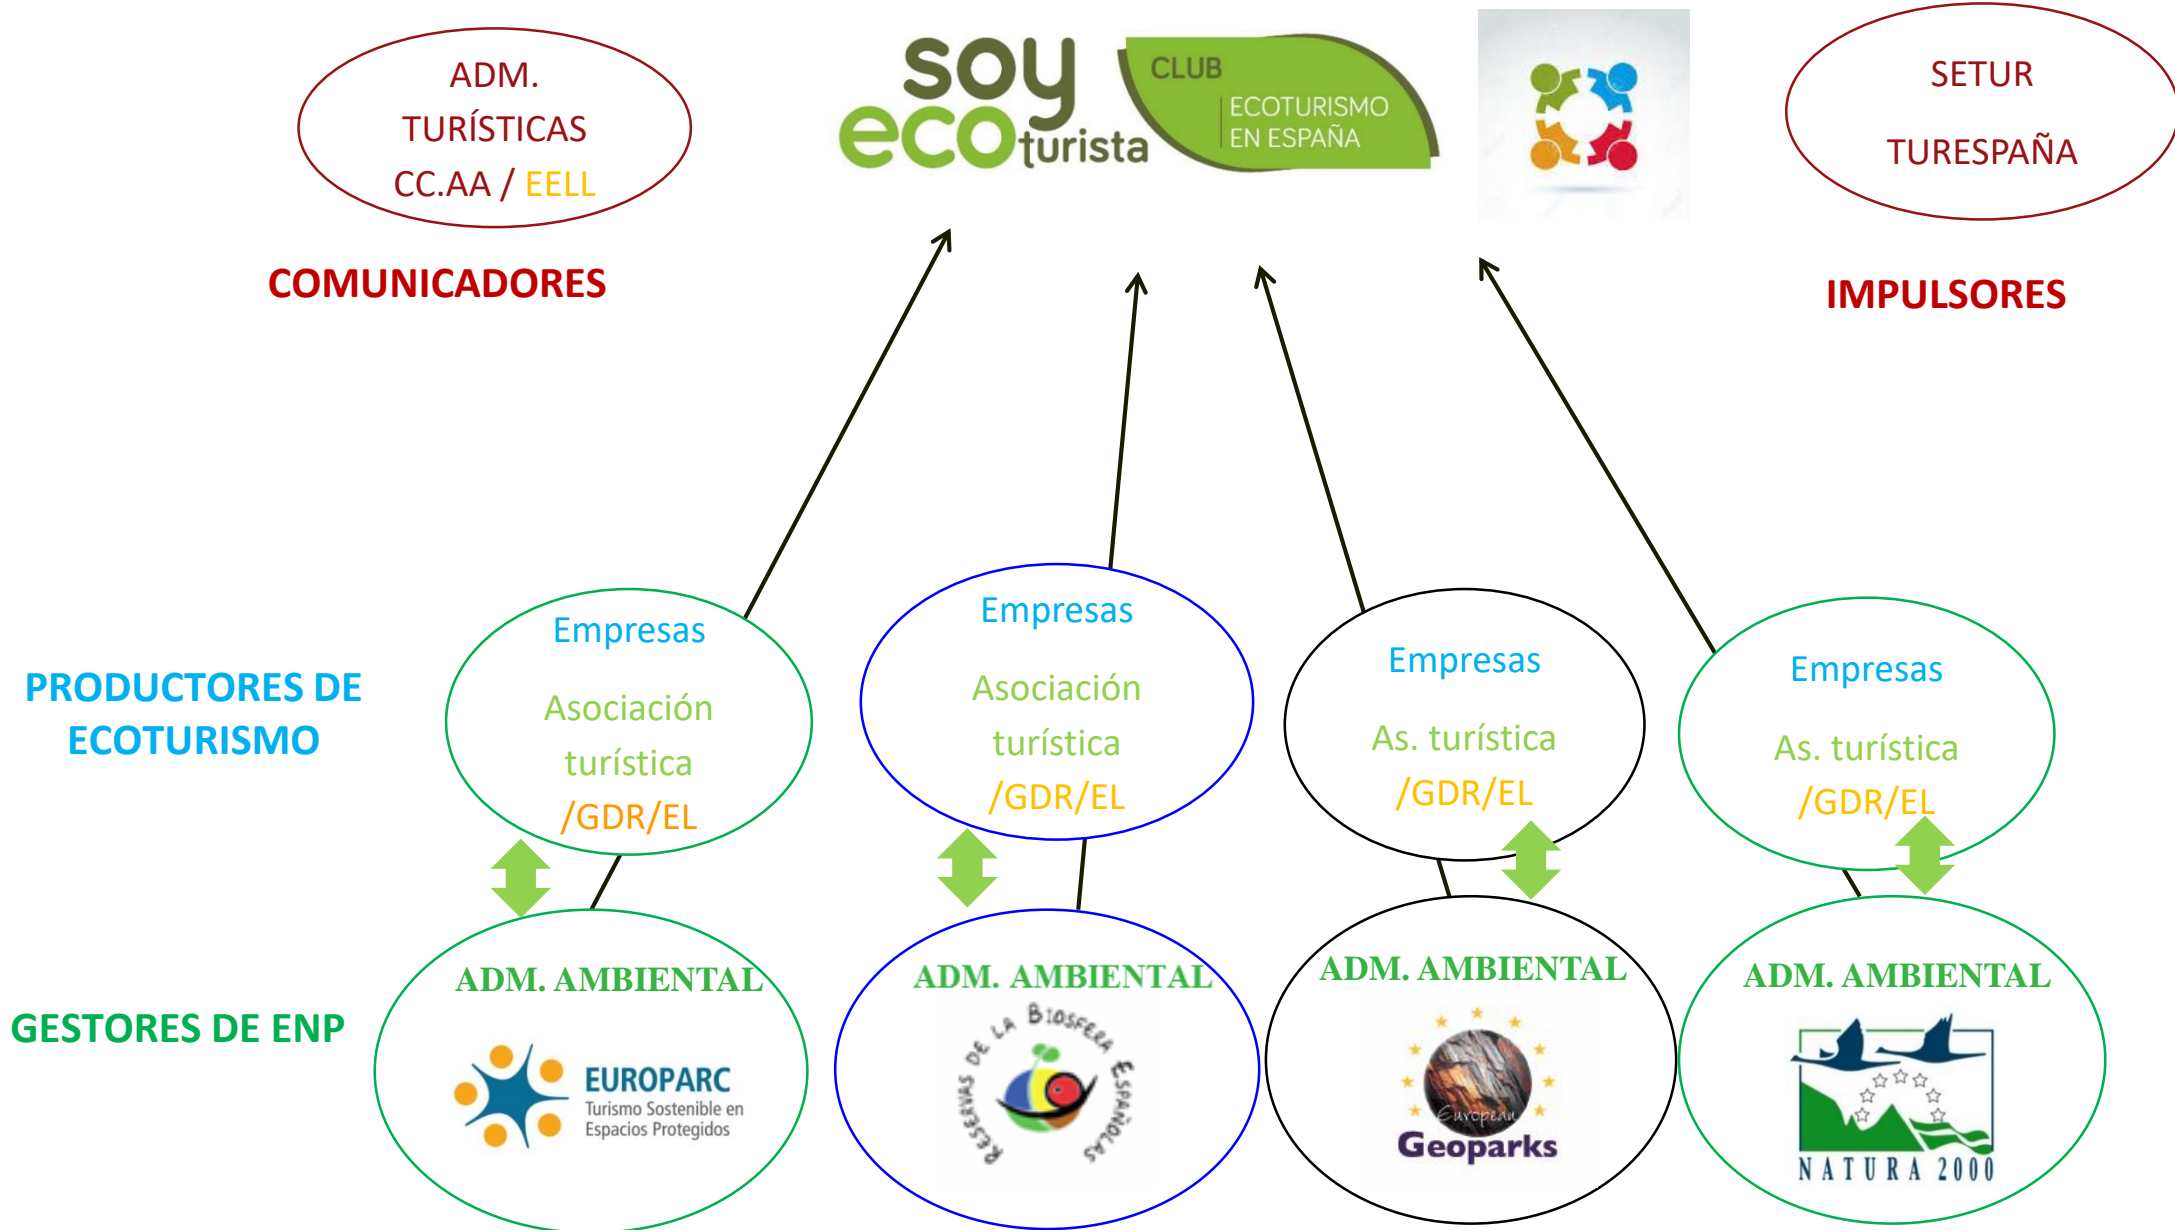 ADM.
TURÍSTICAS
CC.AA / EELL
COMUNICADORES
soy
ecoturista
CLUB
ECOTURISMO
EN ESPAÑA
SETUR
TURESPAÑA
IMPULSORES
PRODUCTORES DE
ECOTURISMO
Empresas
Asociación
turística
/GDR/EL
Empresas
Asociación
turística
/GDR/EL
Empresas
As. turística
/GDR/EL
Empresas
As. turística
/GDR/EL
GESTORES DE ENP
ADM. AMBIENTAL
EUROPARC
Turismo Sostenible en
Espacios Protegidos
ADM. AMBIENTAL
RESERVAS DE LA BIOSFERA ESPAÑOLAS
ADM. AMBIENTAL
European
Geoparks
ADM. AMBIENTAL
NATURA 2000